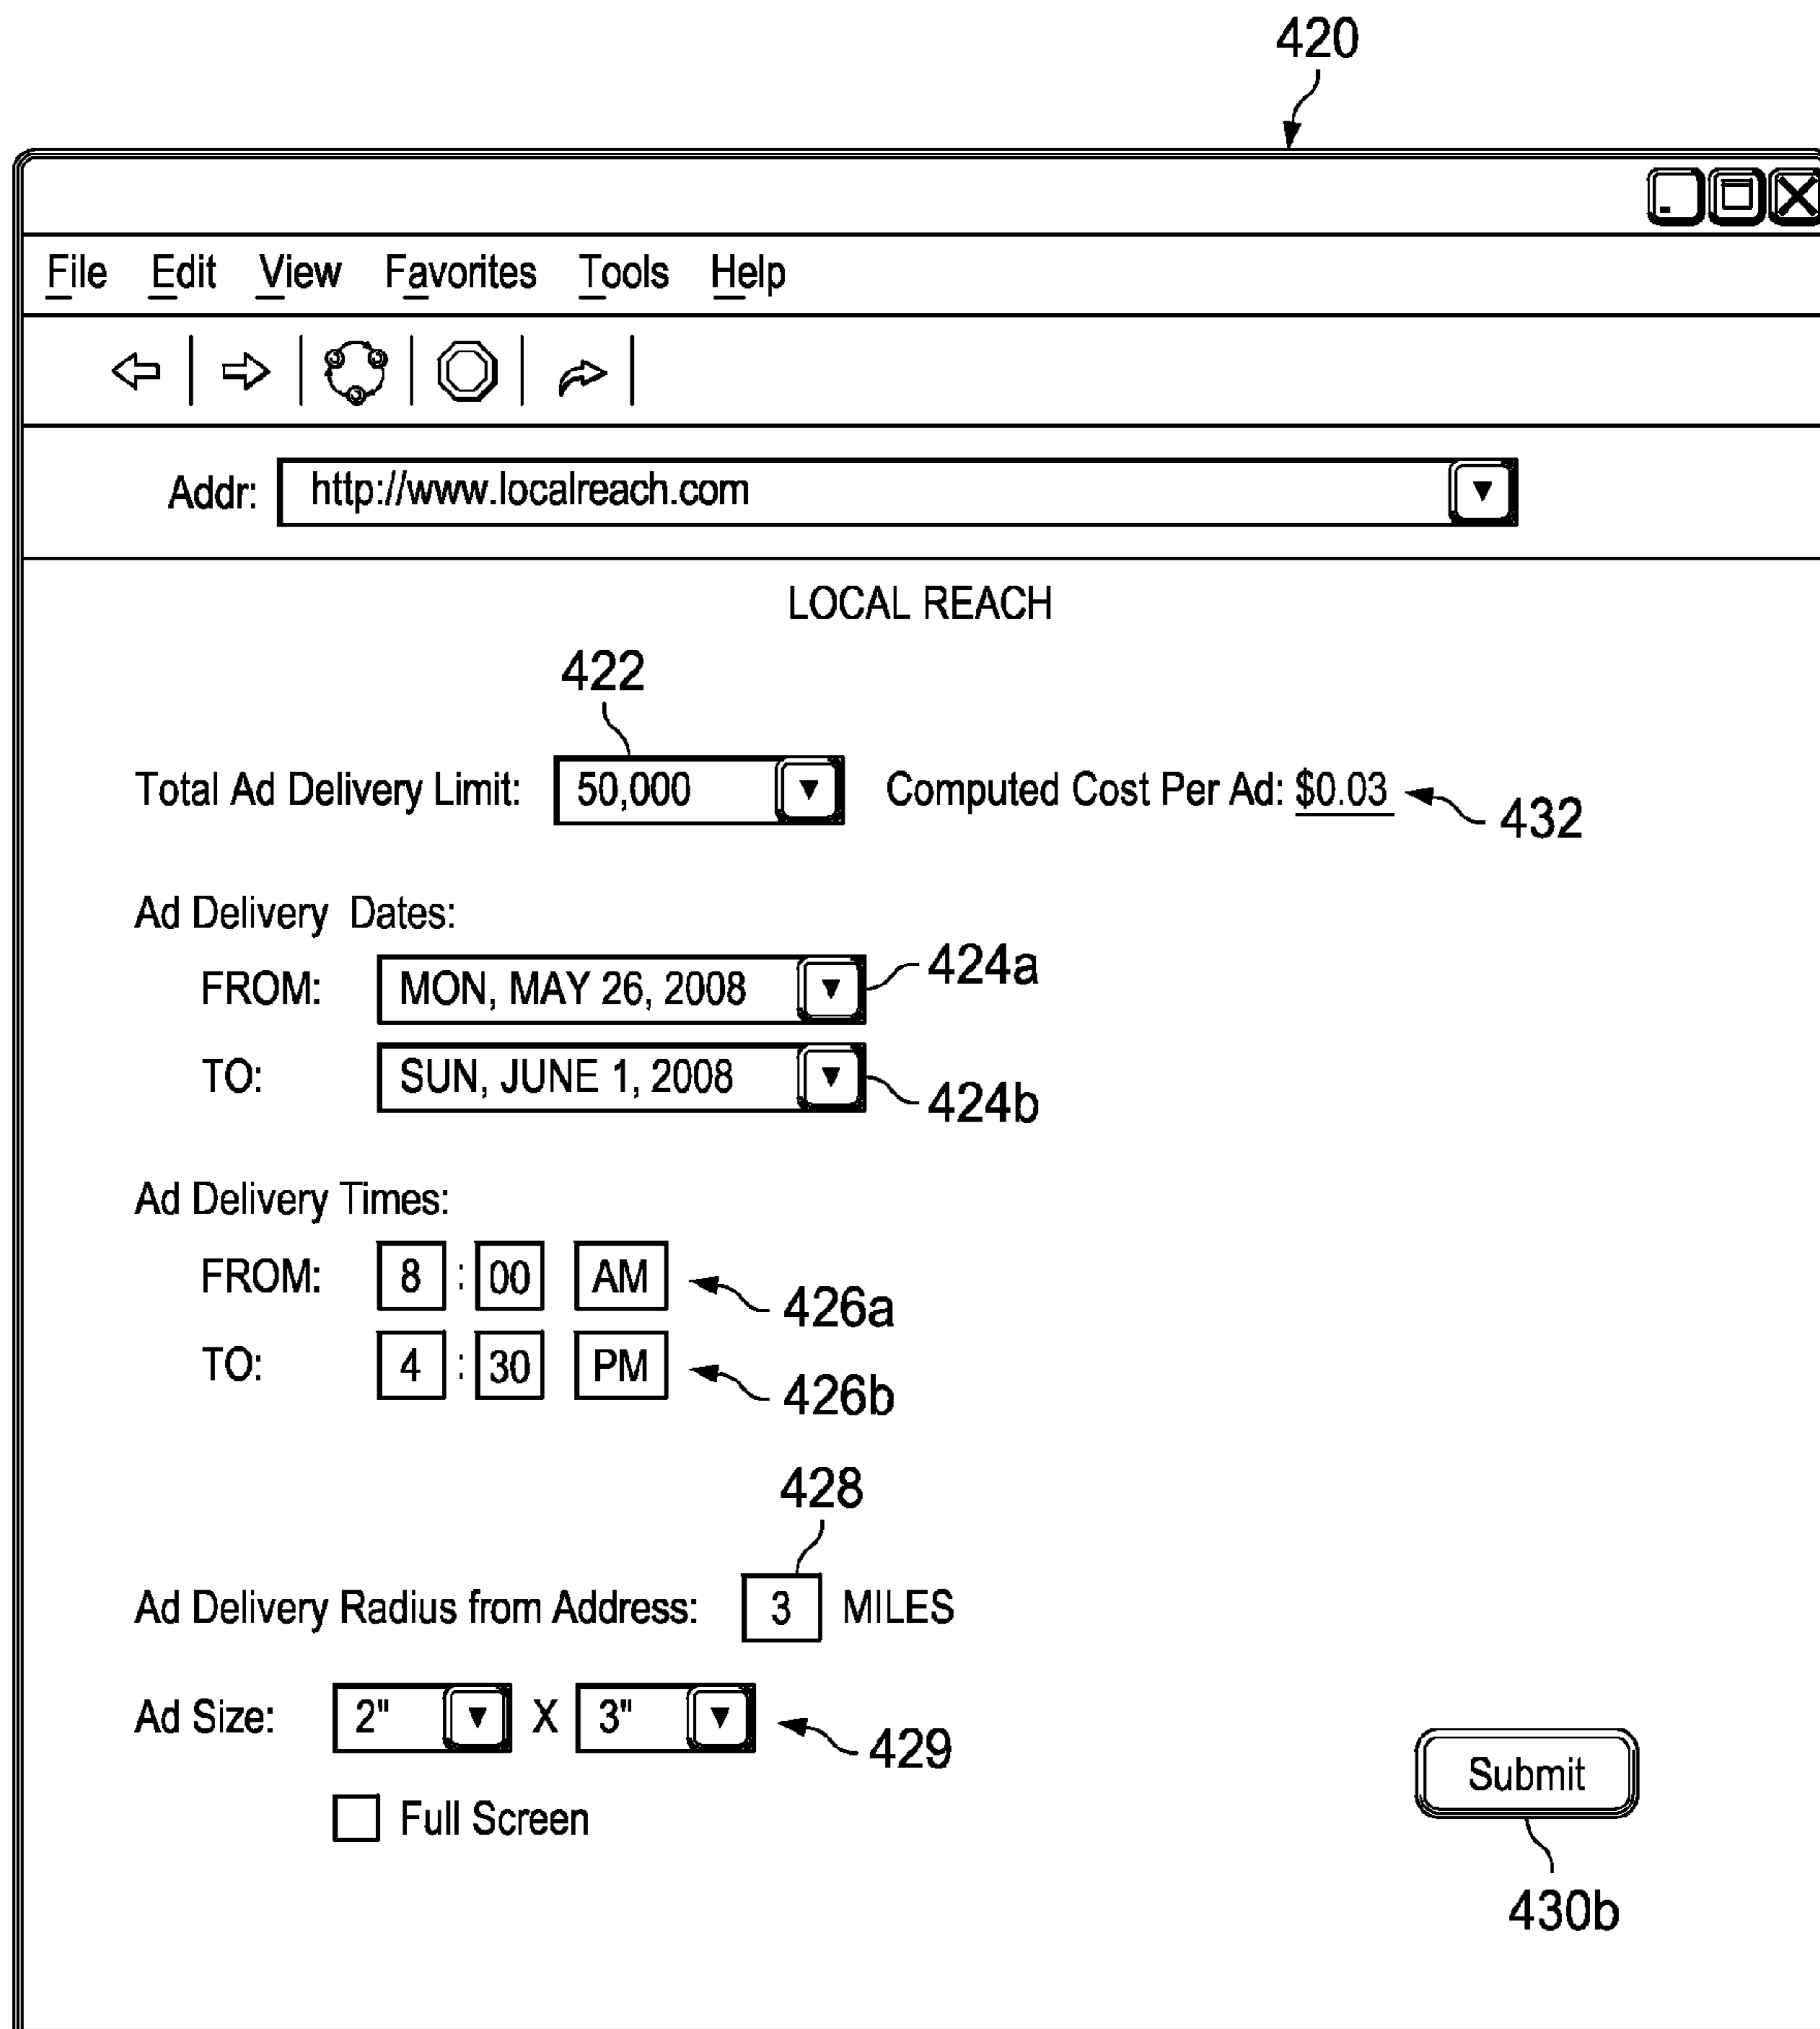 420
File Edit View Favorites Tools Help
Addr: http://www.localreach.com
LOCAL REACH
422
Total Ad Delivery Limit: 50,000 Computed Cost Per Ad: $0.03 432
Ad Delivery Dates:
FROM: MON, MAY 26, 2008 424a
TO: SUN, JUNE 1, 2008 424b
Ad Delivery Times:
FROM: 8 : 00 AM 426a
TO: 4 : 30 PM 426b
428
Ad Delivery Radius from Address: 3 MILES
Ad Size: 2" X 3" 429
Submit
Full Screen
430b